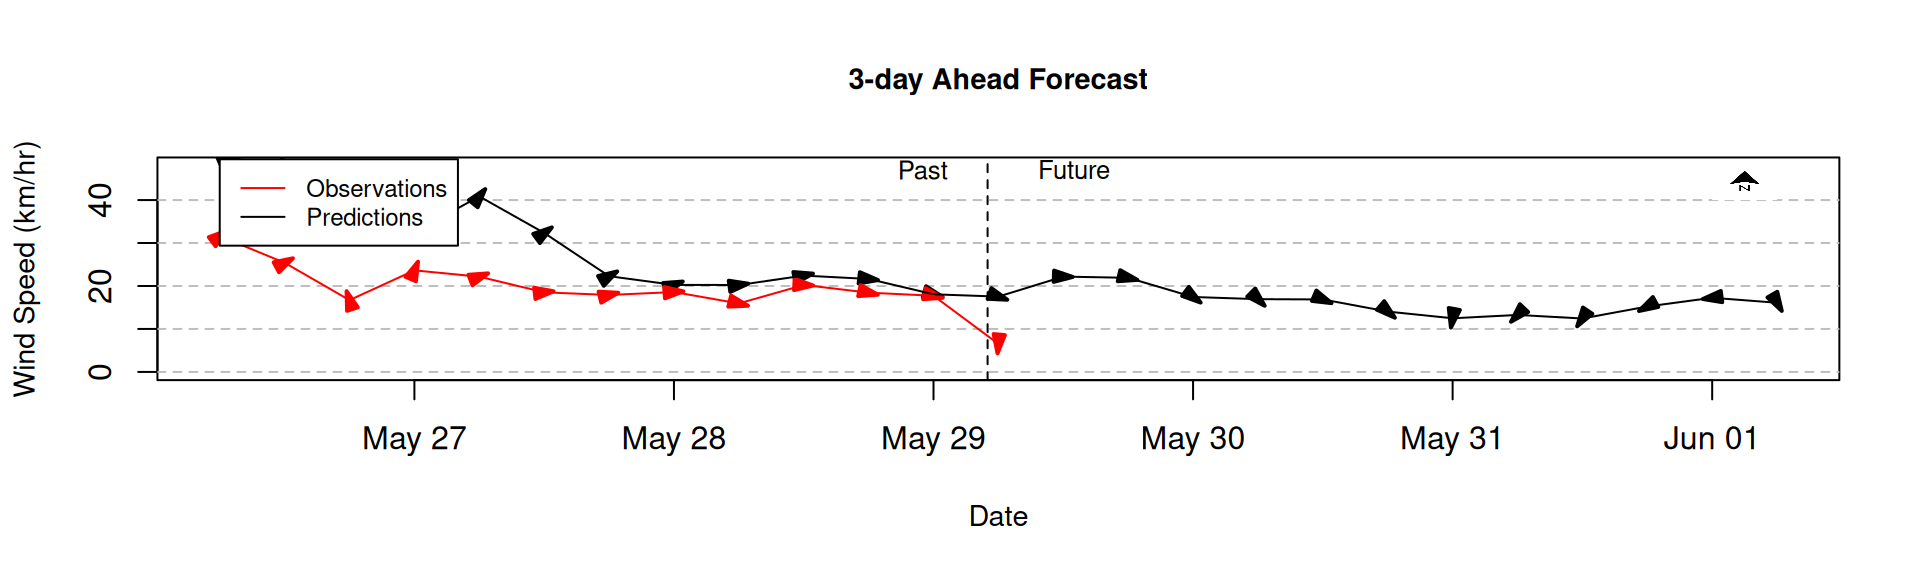 3-day Ahead Forecast
Wind Speed (km/hr)
40
20
0
Observations
Predictions
Past
Future
N
May 27
May 28
May 29
May 30
May 31
Jun 01
Date